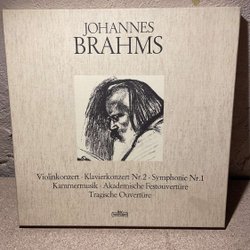 JOHANNES
BRAHMS
Violinkonzert · Klavierkonzert Nr. 2 · Symphonie Nr. 1
Kammermusik · Akademische Festouvertüre
Tragische Ouvertüre